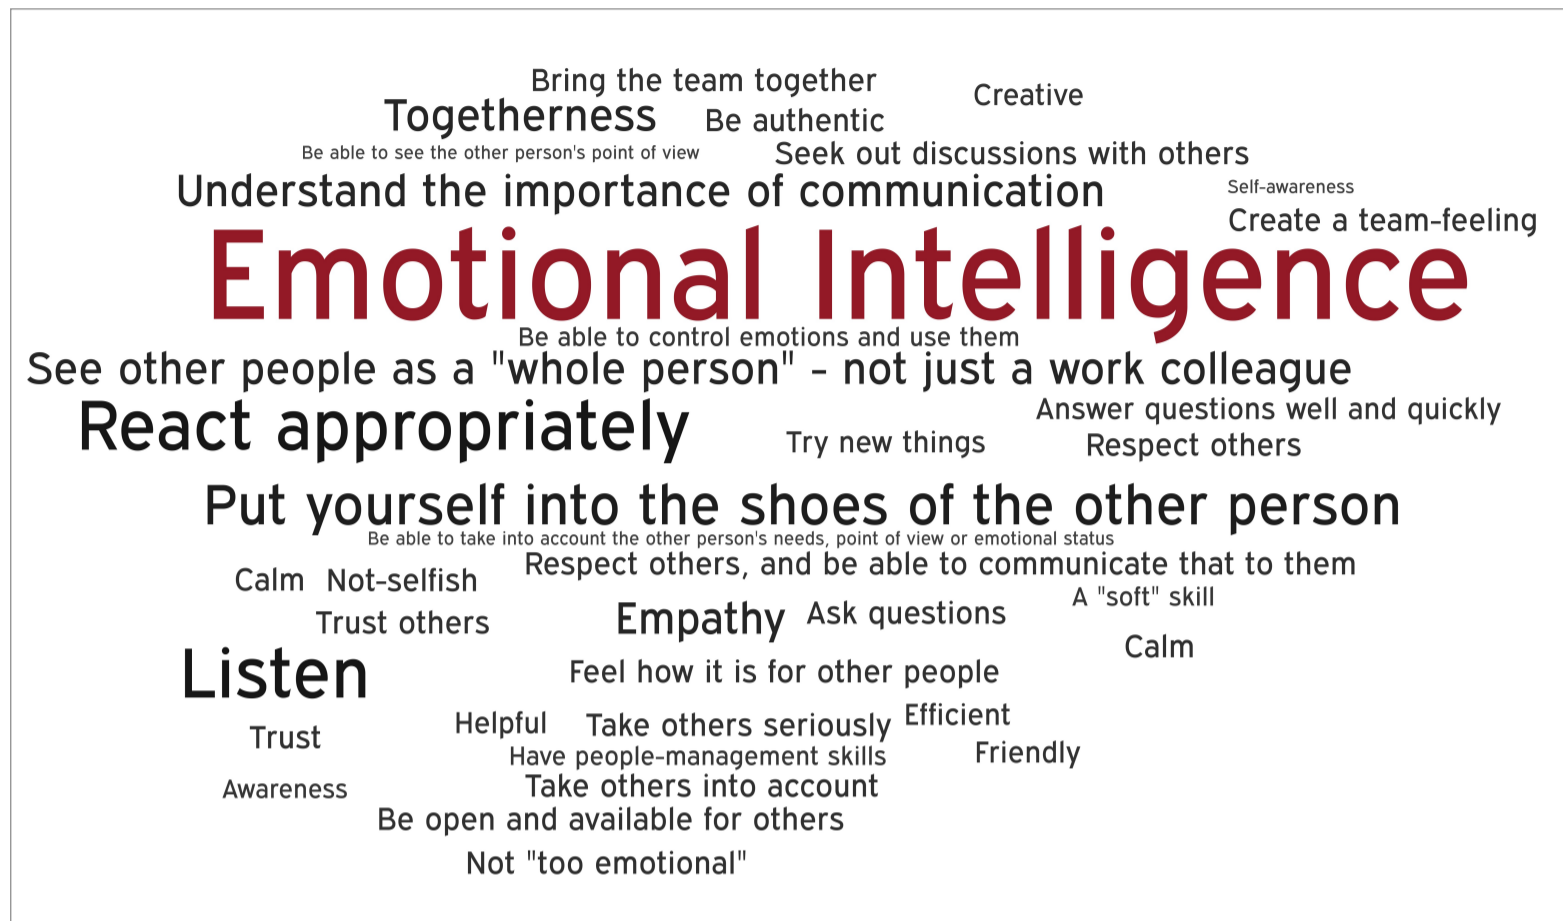 Bring the team together
Creative
Togetherness
Be authentic
Be able to see the other person's point of view
Seek out discussions with others
Understand the importance of communication
Self-awareness
Create a team-feeling
Emotional Intelligence
Be able to control emotions and use them
See other people as a "whole person" - not just a work colleague
React appropriately
Answer questions well and quickly
Try new things
Respect others
Put yourself into the shoes of the other person
Be able to take into account the other person's needs, point of view or emotional status
Respect others, and be able to communicate that to them
Calm
Not-selfish
A "soft" skill
Trust others
Empathy
Ask questions
Calm
Listen
Feel how it is for other people
Helpful
Take others seriously
Efficient
Trust
Have people-management skills
Friendly
Awareness
Take others into account
Be open and available for others
Not "too emotional"